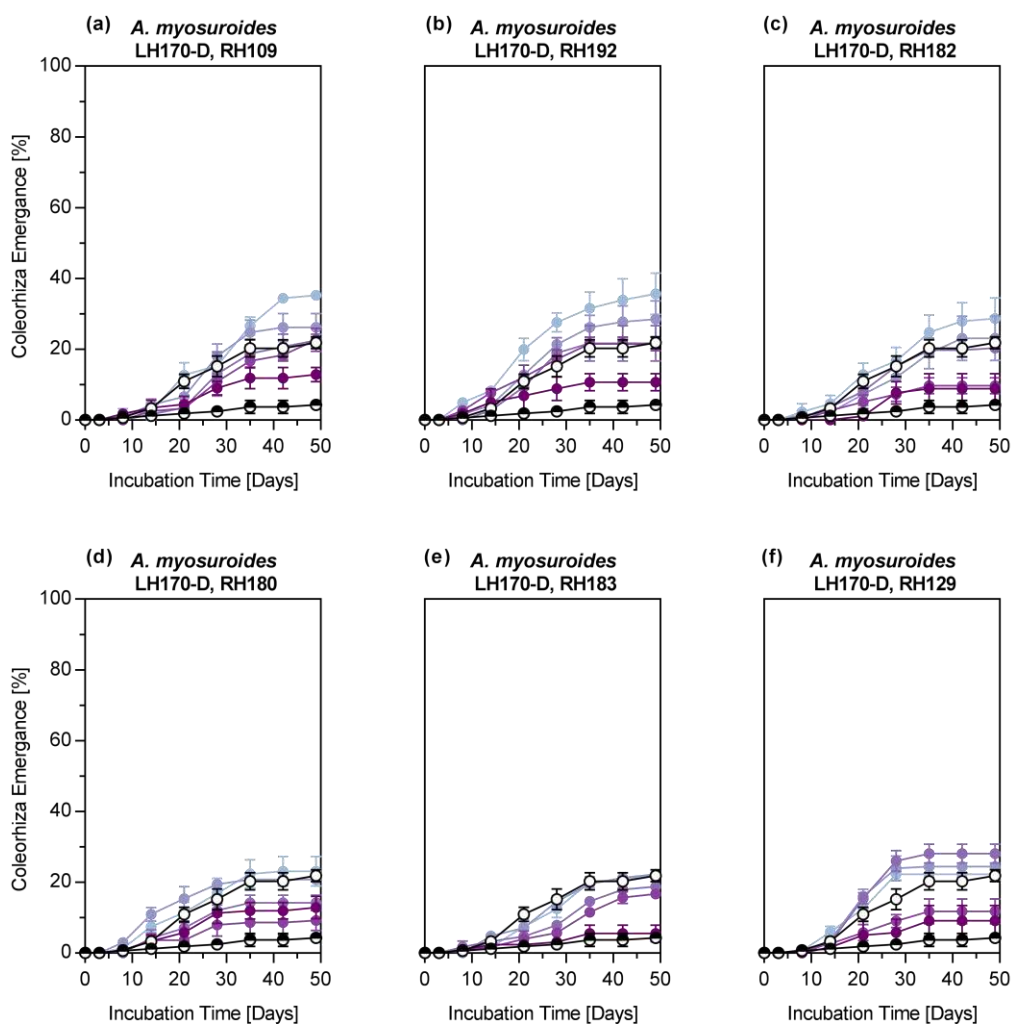 (a) A. myosuroides
LH170-D, RH109
(b) A. myosuroides
LH170-D, RH192
(c) A. myosuroides
LH170-D, RH182
Coleorhiza Emergance [%]
100
80
60
40
20
0
0 10 20 30 40 50
0 10 20 30 40 50
0 10 20 30 40 50
Incubation Time [Days]
Incubation Time [Days]
Incubation Time [Days]
(d) A. myosuroides
LH170-D, RH180
(e) A. myosuroides
LH170-D, RH183
(f) A. myosuroides
LH170-D, RH129
Coleorhiza Emergance [%]
100
80
60
40
20
0
0 10 20 30 40 50
0 10 20 30 40 50
0 10 20 30 40 50
Incubation Time [Days]
Incubation Time [Days]
Incubation Time [Days]